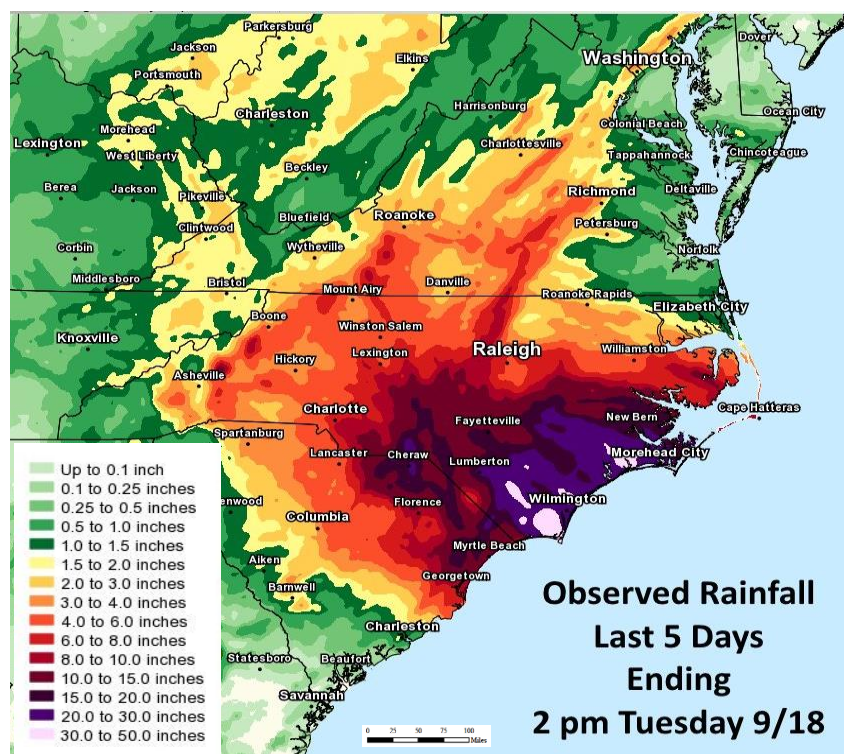 Parkersburg
Dover
Jackson
Elkins
Washington
Portsmouth
Harrisonburg
Charleston
Ocean City
Colonial Beach
Morehead
Lexington
Charlottesville
West Liberty
Tappahannock
Chincoteague
Beckley
Berea
Jackson
Pikeville
Richmond
Deltaville
Bluefield
Roanoke
Clintwood
Petersburg
Corbin
Wytheville
Norfolk
Middlesboro
Bristol
Danville
Mount Airy
Roanoke Rapids
Elizabeth City
Boone
Winston Salem
Knoxville
Lexington
Raleigh
Williamston
Hickory
Asheville
Charlotte
Cape Hatteras
Fayetteville
New Bern
Spartanburg
Lancaster
Cheraw
Lumberton
Morehead City
enwood
Florence
Wilmington
Columbia
Myrtle Beach
Aiken
Georgetown
Barnwell
Charleston
Statesboro
Beaufort
Savannah
Up to 0.1 inch
0.1 to 0.25 inches
0.25 to 0.5 inches
0.5 to 1.0 inches
1.0 to 1.5 inches
1.5 to 2.0 inches
2.0 to 3.0 inches
3.0 to 4.0 inches
4.0 to 6.0 inches
6.0 to 8.0 inches
8.0 to 10.0 inches
10.0 to 15.0 inches
15.0 to 20.0 inches
20.0 to 30.0 inches
30.0 to 50.0 inches
Observed Rainfall
Last 5 Days
Ending
2 pm Tuesday 9/18
0 25 50 75 100
Miles